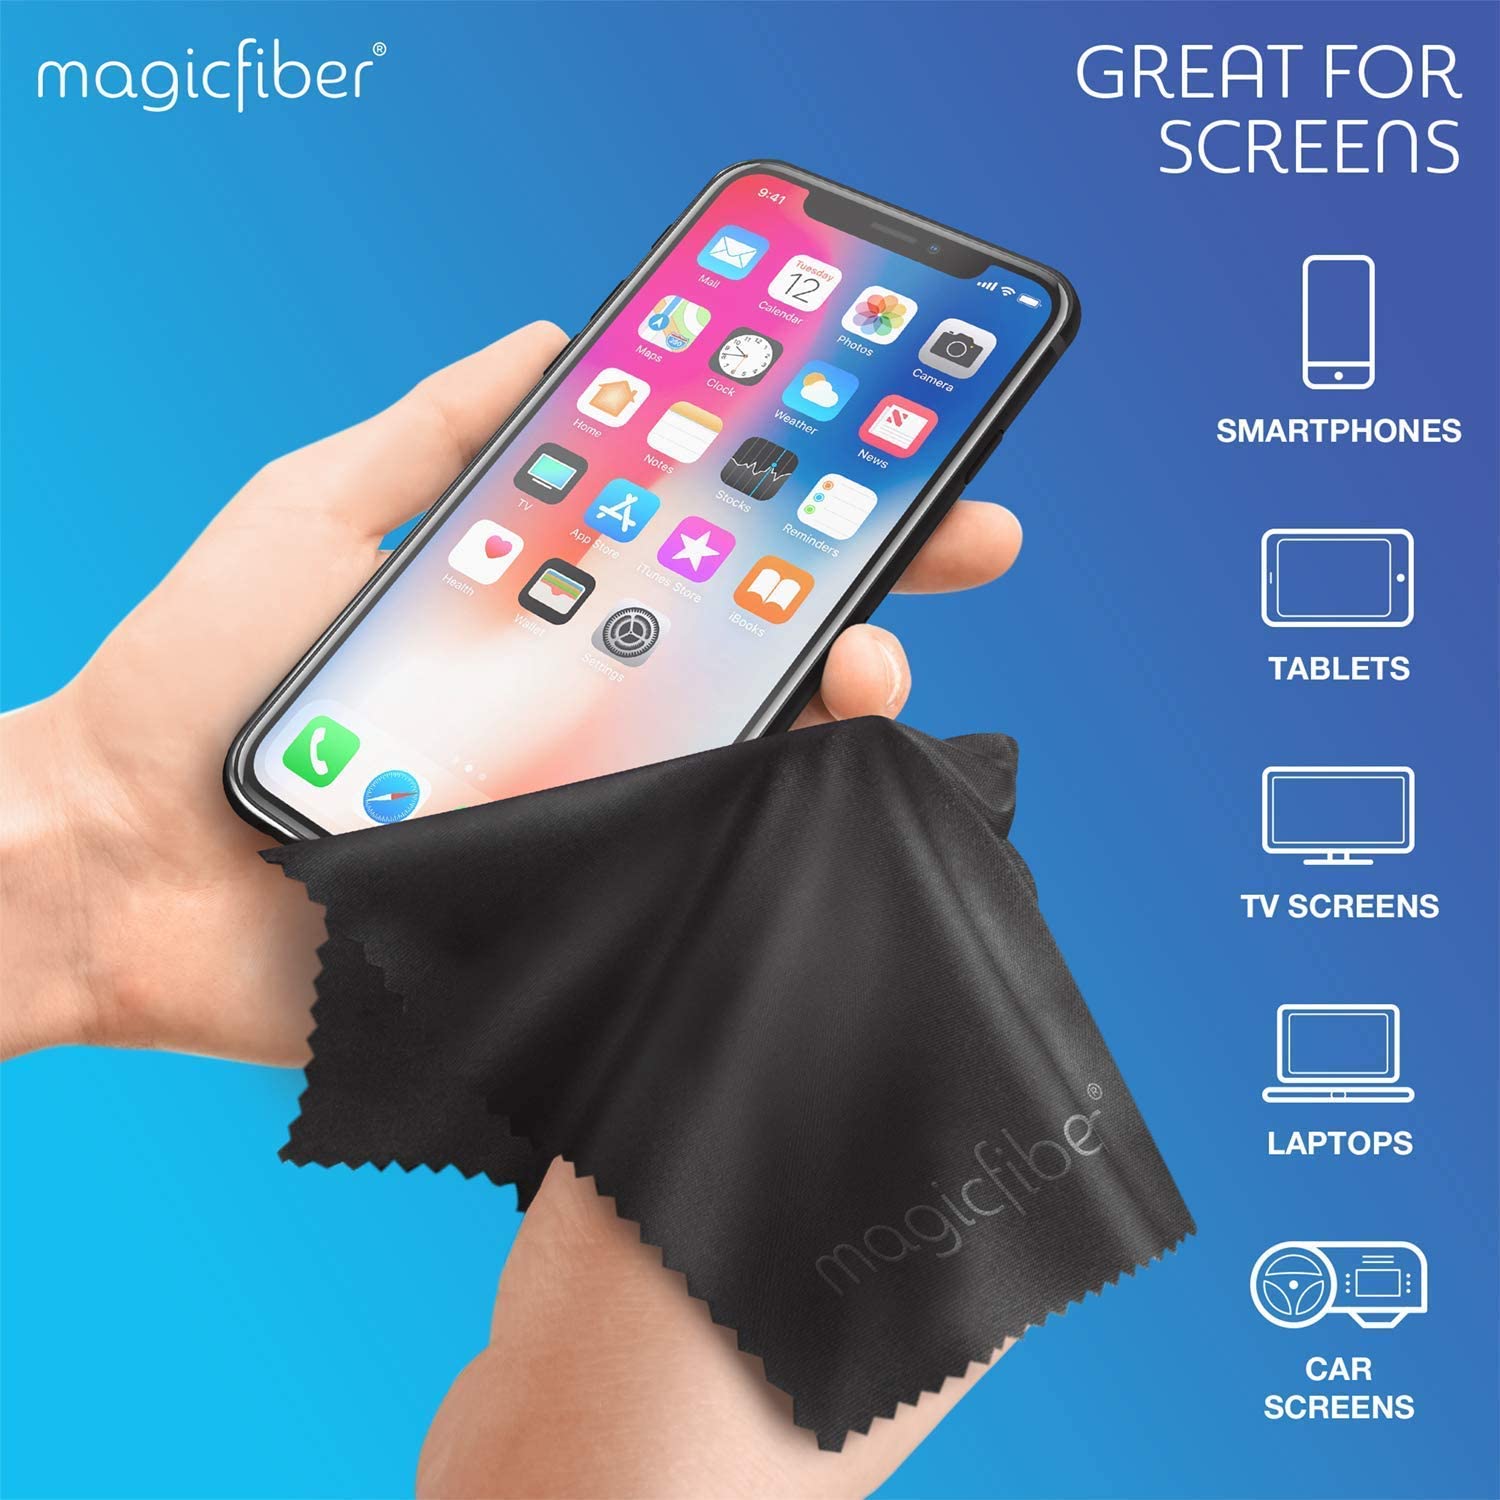 magicfiber®
GREAT FOR
SCREENS
9:41
Mail
Tuesday
12
Calendar
Photos
Camera
Maps
280
Clock
Weather
News
Home
Notes
Stocks
Reminders
TV
App Store
iTunes Store
iBooks
Health
Wallet
Settings
magicfiber®
SMARTPHONES
TABLETS
TV SCREENS
LAPTOPS
CAR
SCREENS